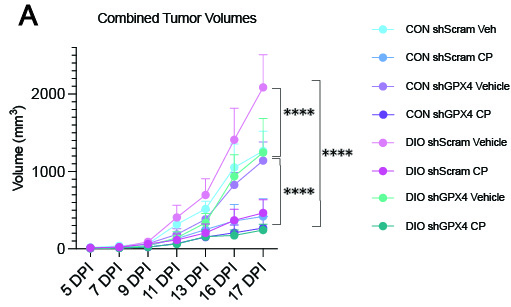 A
Combined Tumor Volumes
Volume (mm³)
2000
1000
0
5 DPI
7 DPI
9 DPI
11 DPI
13 DPI
16 DPI
17 DPI
****
****
****
CON shScram Veh
CON shScram CP
CON shGPX4 Vehicle
CON shGPX4 CP
DIO shScram Vehicle
DIO shScram CP
DIO shGPX4 Vehicle
DIO shGPX4 CP